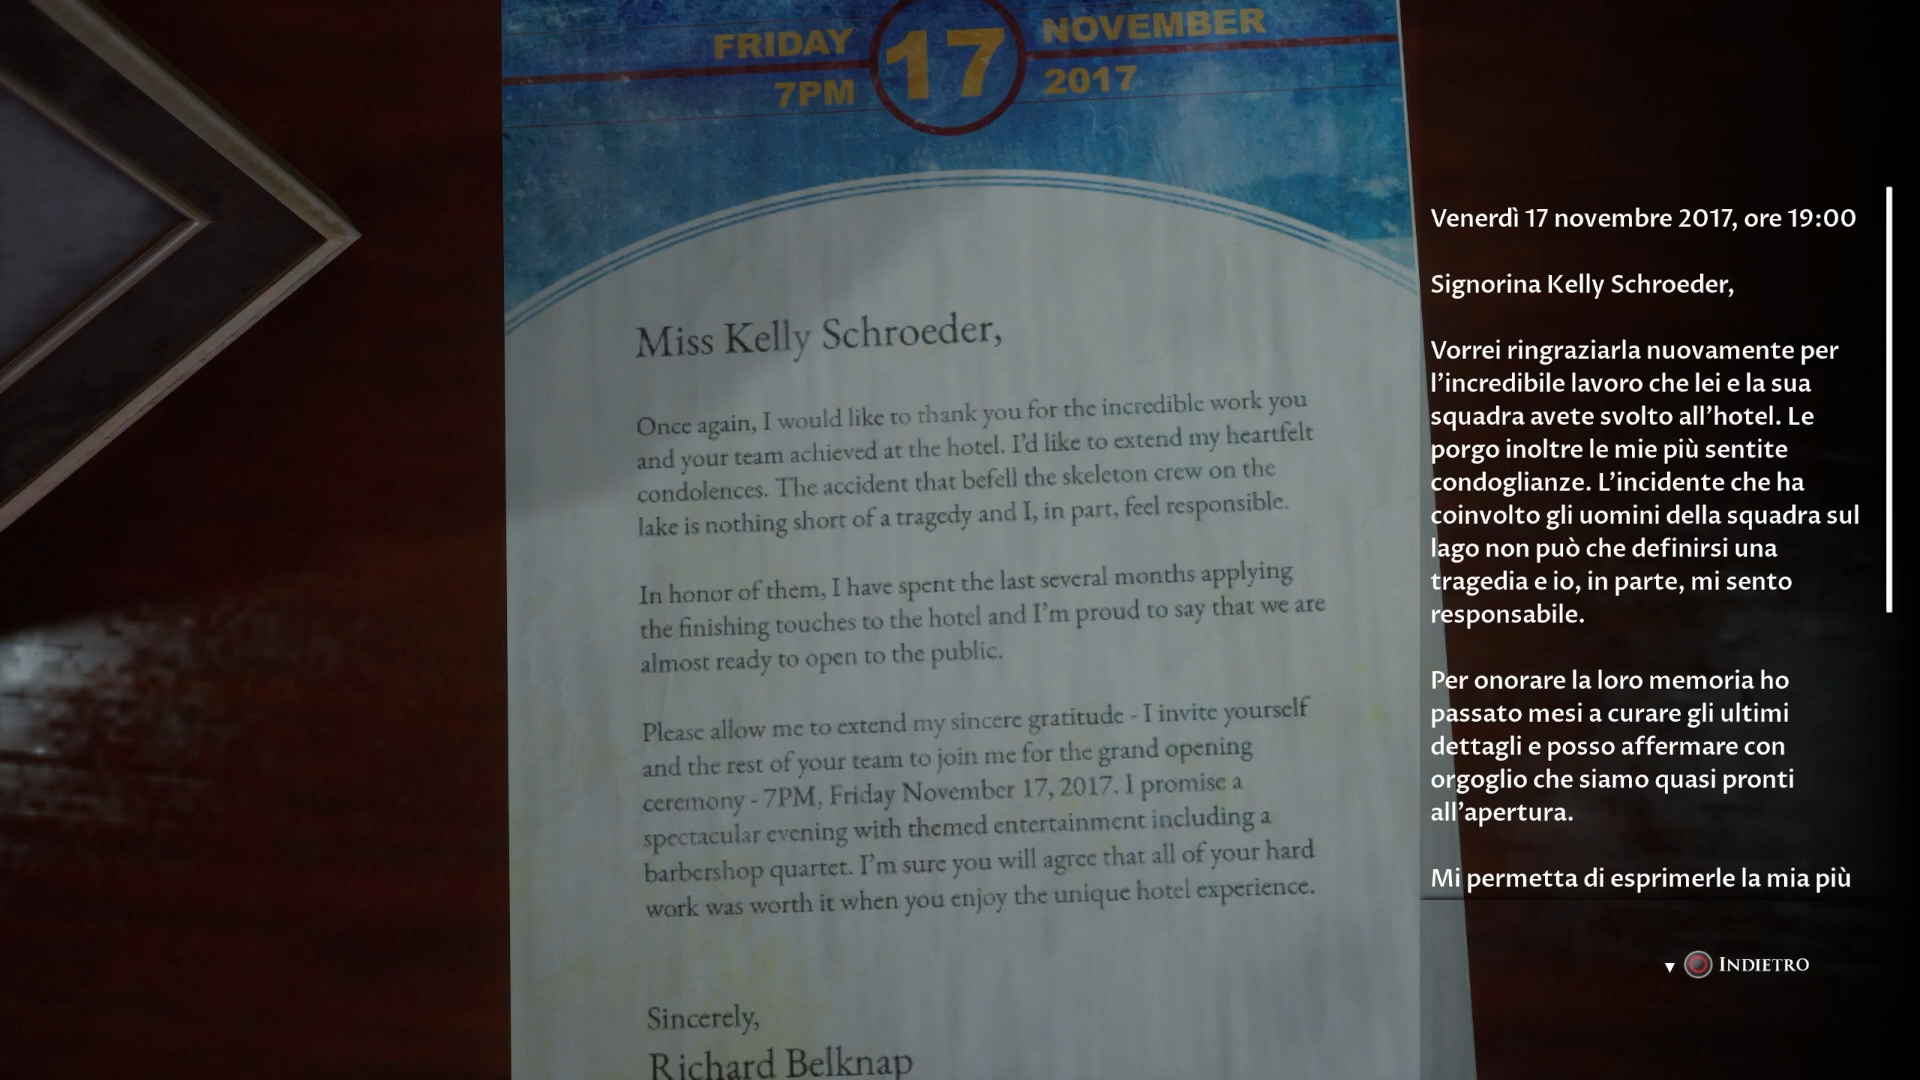 FRIDAY 17 NOVEMBER
7PM 2017
Miss Kelly Schroeder,
Once again, I would like to thank you for the incredible work you
and your team achieved at the hotel. I'd like to extend my heartfelt
condolences. The accident that befell the skeleton crew on the
lake is nothing short of a tragedy and I, in part, feel responsible.
In honor of them, I have spent the last several months applying
the finishing touches to the hotel and I'm proud to say that we are
almost ready to open to the public.
Please allow me to extend my sincere gratitude - I invite yourself
and the rest of your team to join me for the grand opening
ceremony - 7PM, Friday November 17, 2017. I promise a
spectacular evening with themed entertainment including a
barbershop quartet. I'm sure you will agree that all of your hard
work was worth it when you enjoy the unique hotel experience.
Sincerely,
Richard Belknap
Venerdì 17 novembre 2017, ore 19:00
Signorina Kelly Schroeder,
Vorrei ringraziarla nuovamente per
l'incredibile lavoro che lei e la sua
squadra avete svolto all'hotel. Le
porgo inoltre le mie più sentite
condoglianze. L'incidente che ha
coinvolto gli uomini della squadra sul
lago non può che definirsi una
tragedia e io, in parte, mi sento
responsabile.
Per onorare la loro memoria ho
passato mesi a curare gli ultimi
dettagli e posso affermare con
orgoglio che siamo quasi pronti
all'apertura.
Mi permetta di esprimerle la mia più
Indietro